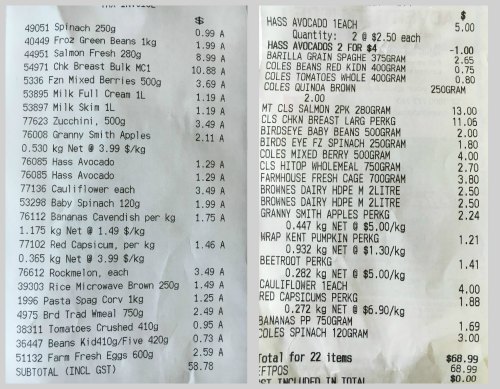 TAX INVOICE
$
49051 Spinach 250g 0.99 A
40449 Froz Green Beans 1kg 1.99 A
44951 Salmon Fresh 280g 8.99 A
54971 Chk Breast Bulk MC1 10.88 A
5336 Fzn Mixed Berries 500g 3.69 A
53895 Milk Full Cream 1L 1.19 A
53897 Milk Skim 1L 1.19 A
77623 Zucchini, 500g 3.49 A
76008 Granny Smith Apples 2.11 A
0.530 kg Net @ 3.99 $/kg
76085 Hass Avocado 1.29 A
76085 Hass Avocado 1.29 A
77136 Cauliflower each 3.49 A
53298 Baby Spinach 120g 1.99 A
76112 Bananas Cavendish per kg 1.75 A
1.175 kg Net @ 1.49 $/kg
77102 Red Capsicum, per kg 1.46 A
0.365 kg Net @ 3.99 $/kg
76612 Rockmelon, each 3.49 A
39303 Rice Microwave Brown 250g 1.49 A
1996 Pasta Spag Corv 1kg 1.25 A
4975 Brd Trad Wmeal 750g 2.49 A
38311 Tomatoes Crushed 410g 0.95 A
36447 Beans Kid410g/Five 420g 0.73 A
51132 Farm Fresh Eggs 600g 2.59 A
SUBTOTAL (INCL GST) 58.78
$
HASS AVOCADO 1EACH 5.00
Quantity: 2 @ $2.50 each
HASS AVOCADOS 2 FOR $4 -1.00
BARILLA GRAIN SPAGHE 375GRAM 2.65
COLES BEANS RED KIDN 400GRAM 0.75
COLES TOMATOES WHOLE 400GRAM 0.80
COLES QUINOA BROWN 250GRAM
2.00
MT CLS SALMON 2PK 280GRAM 13.00
CLS CHKN BREAST LARG PERKG 11.06
BIRDSEYE BABY BEANS 500GRAM 2.00
BIRDS EYE FZ SPINACH 250GRAM 1.80
COLES MIXED BERRY 500GRAM 4.00
CLS HITOP WHOLEMEAL 750GRAM 2.70
FARMHOUSE FRESH CAGE 700GRAM 3.80
BROWNES DAIRY HDPE M 2LITRE 2.50
BROWNES DAIRY HDPE M 2LITRE 2.50
GRANNY SMITH APPLES PERKG 2.24
0.447 kg NET @ $5.00/kg
WRAP KENT PUMPKIN PERKG 1.21
0.932 kg NET @ $1.30/kg
BEETROOT PERKG 1.41
0.282 kg NET @ $5.00/kg
CAULIFLOWER 1EACH 4.00
RED CAPSICUMS PERKG 1.88
0.272 kg NET @ $6.90/kg
BANANAS PP 750GRAM 1.69
COLES SPINACH 120GRAM 3.00
Total for 22 items $68.99
EFTPOS 68.99
GST INCLUDED IN TOTAL $0.00